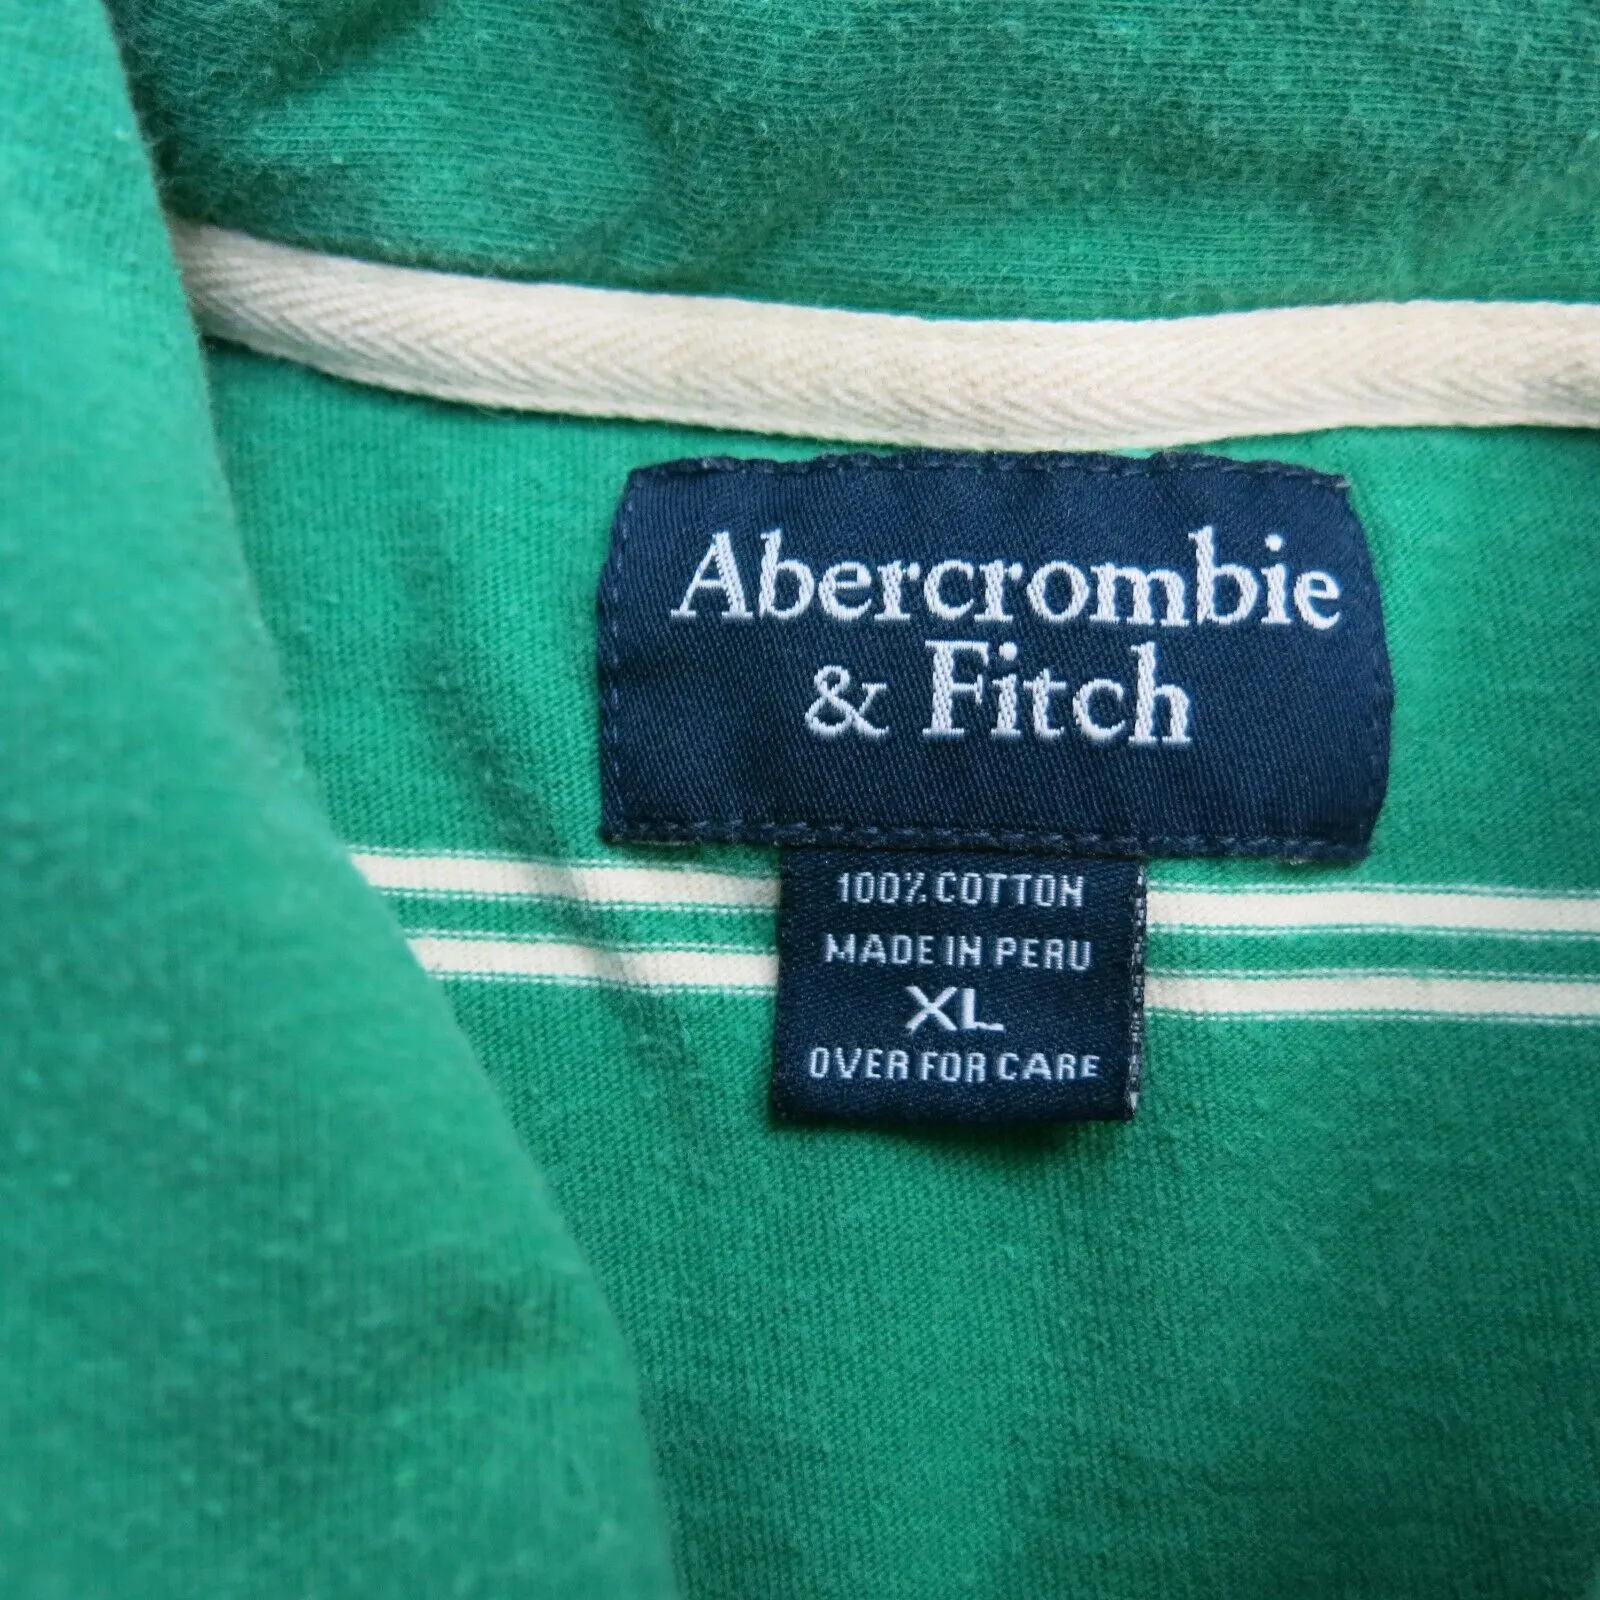 Abercrombie
& Fitch
100% COTTON
MADE IN PERU
XL
OVER FOR CARE